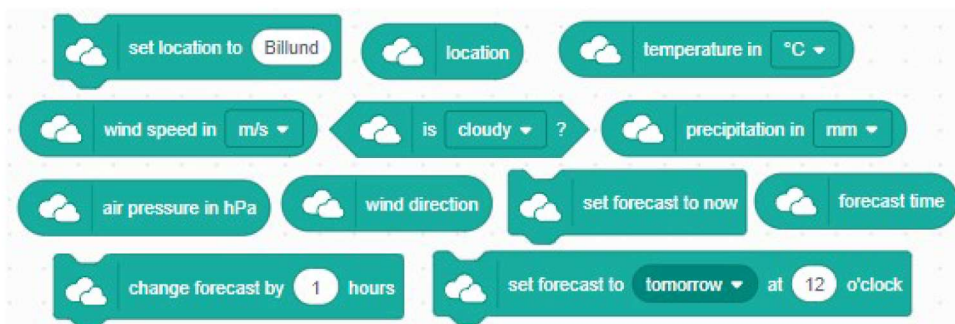 set location to Billund
location
temperature in °C
wind speed in m/s
is cloudy ?
precipitation in mm
air pressure in hPa
wind direction
set forecast to now
forecast time
change forecast by 1 hours
set forecast to tomorrow at 12 o'clock